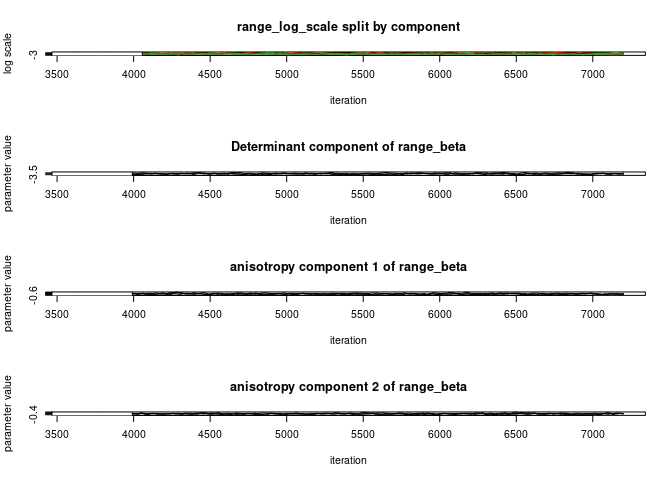 range_log_scale split by component
log scale
-3
3500 4000 4500 5000 5500 6000 6500 7000
iteration
Determinant component of range_beta
parameter value
-3.5
3500 4000 4500 5000 5500 6000 6500 7000
iteration
anisotropy component 1 of range_beta
parameter value
-0.6
3500 4000 4500 5000 5500 6000 6500 7000
iteration
anisotropy component 2 of range_beta
parameter value
-0.4
3500 4000 4500 5000 5500 6000 6500 7000
iteration